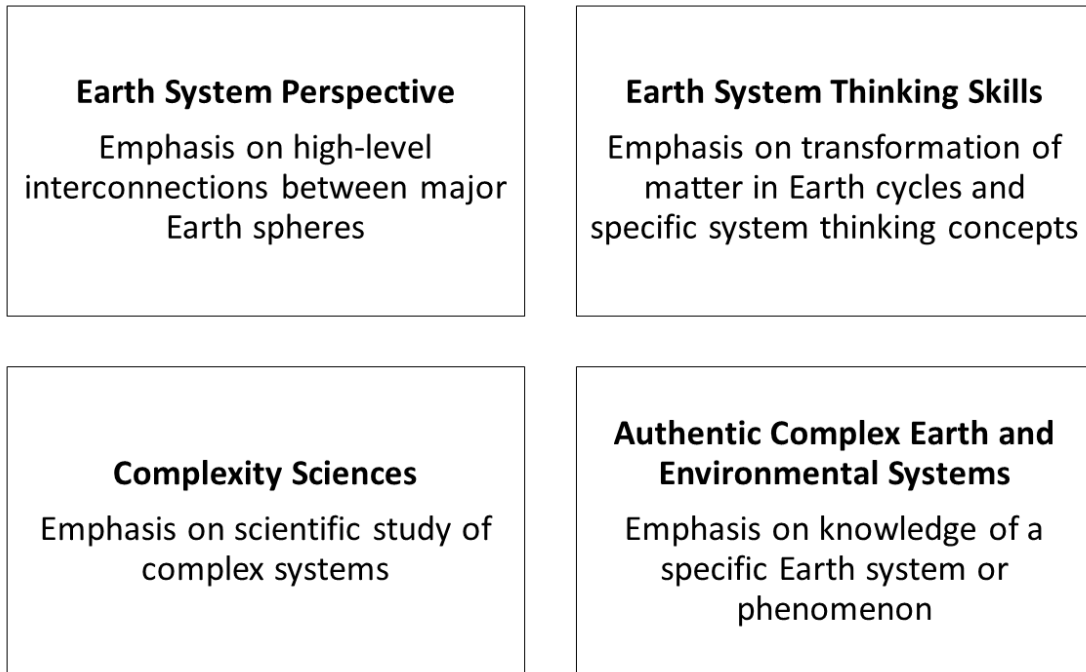 Earth System Perspective
Emphasis on high-level
interconnections between major
Earth spheres
Earth System Thinking Skills
Emphasis on transformation of
matter in Earth cycles and
specific system thinking concepts
Complexity Sciences
Emphasis on scientific study of
complex systems
Authentic Complex Earth and
Environmental Systems
Emphasis on knowledge of a
specific Earth system or
phenomenon